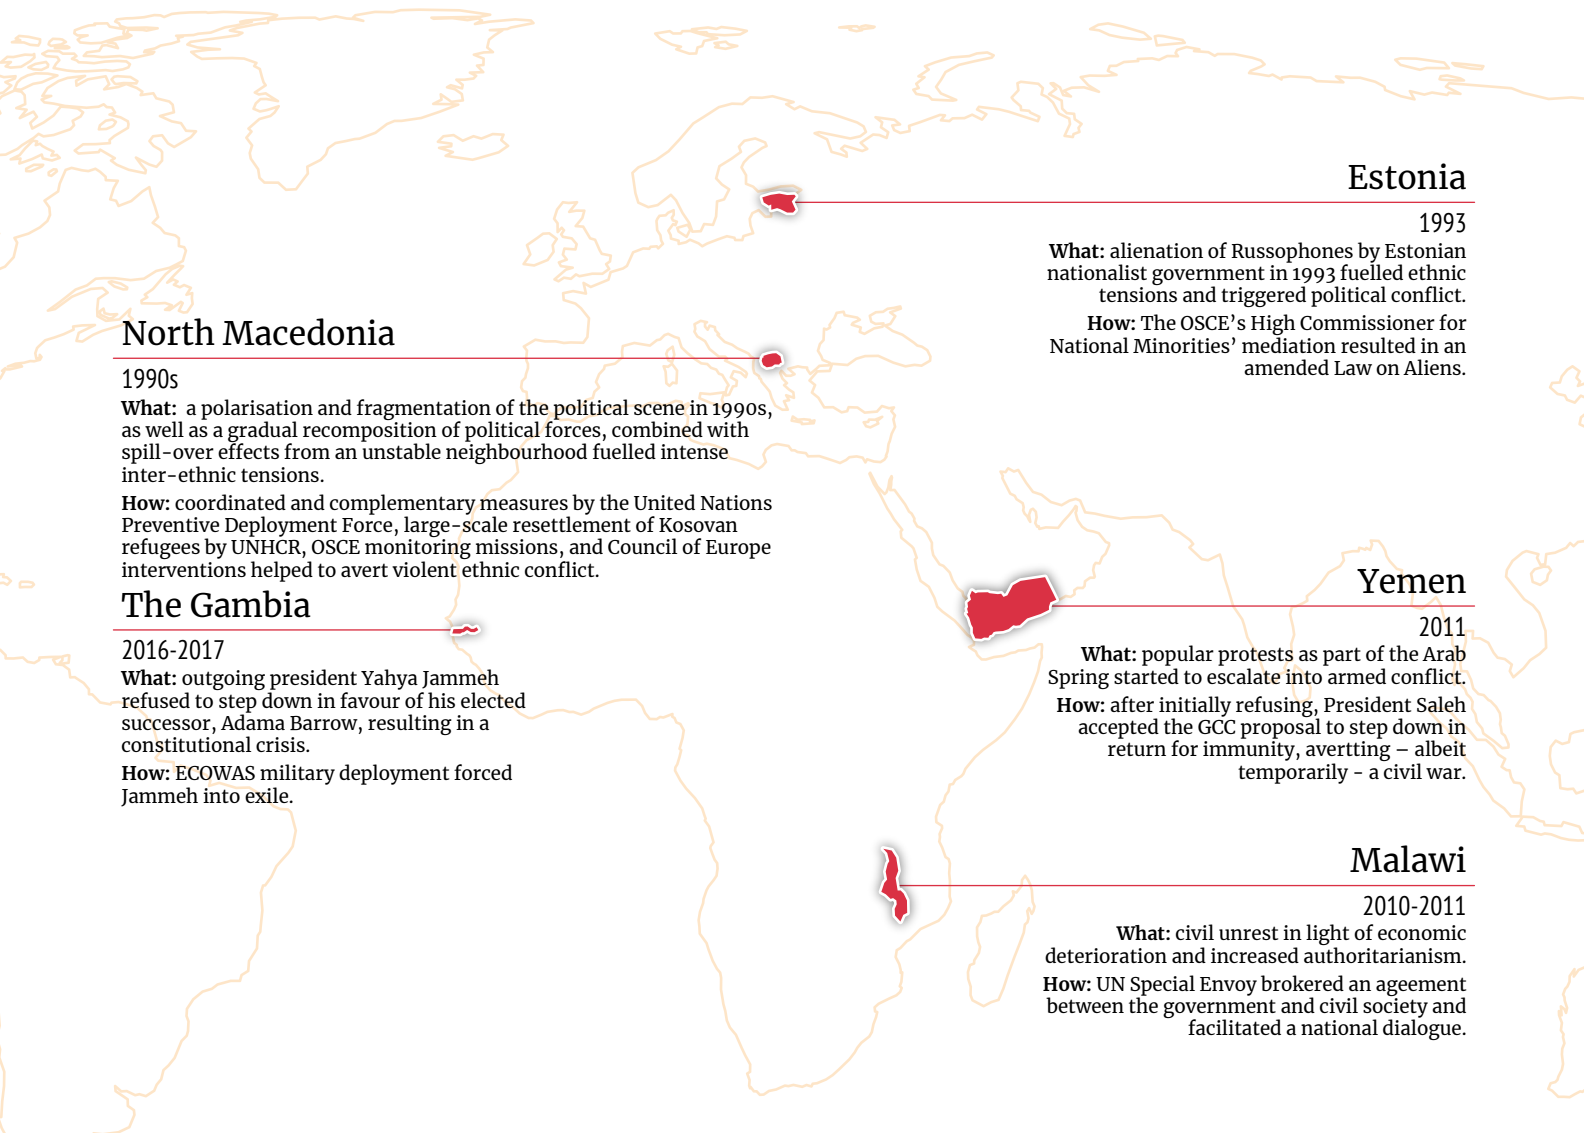 Estonia
1993
What: alienation of Russophones by Estonian
nationalist government in 1993 fuelled ethnic
tensions and triggered political conflict.
How: The OSCE’s High Commissioner for
National Minorities’ mediation resulted in an
amended Law on Aliens.
North Macedonia
1990s
What: a polarisation and fragmentation of the political scene in 1990s,
as well as a gradual recomposition of political forces, combined with
spill-over effects from an unstable neighbourhood fuelled intense
inter-ethnic tensions.
How: coordinated and complementary measures by the United Nations
Preventive Deployment Force, large-scale resettlement of Kosovan
refugees by UNHCR, OSCE monitoring missions, and Council of Europe
interventions helped to avert violent ethnic conflict.
The Gambia
2016-2017
What: outgoing president Yahya Jammeh
refused to step down in favour of his elected
successor, Adama Barrow, resulting in a
constitutional crisis.
How: ECOWAS military deployment forced
Jammeh into exile.
Yemen
2011
What: popular protests as part of the Arab
Spring started to escalate into armed conflict.
How: after initially refusing, President Saleh
accepted the GCC proposal to step down in
return for immunity, avertting – albeit
temporarily - a civil war.
Malawi
2010-2011
What: civil unrest in light of economic
deterioration and increased authoritarianism.
How: UN Special Envoy brokered an ageement
between the government and civil society and
facilitated a national dialogue.